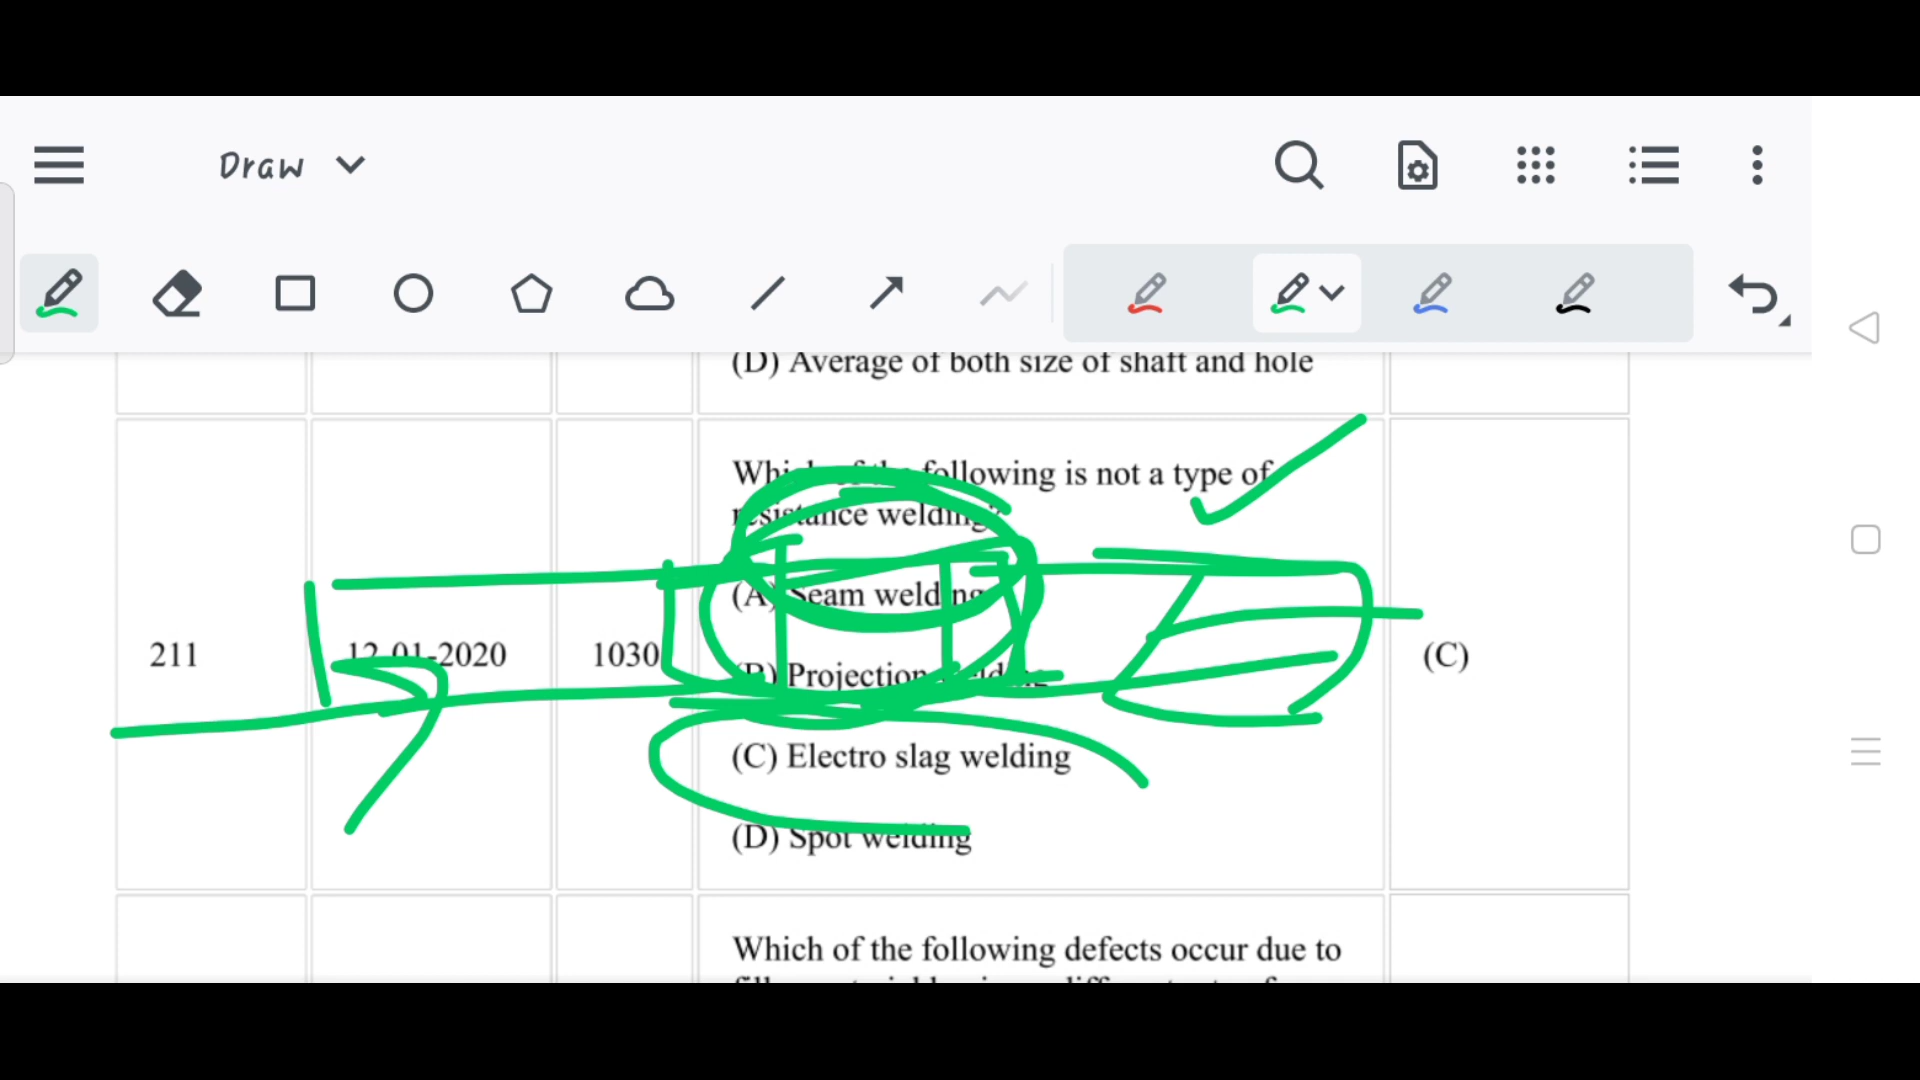 Draw
(D) Average of both size of shaft and hole
Which of the following is not a type of
resistance welding?
(A) Seam welding
211
12-01-2020
1030
(B) Projection welding
(C)
(C) Electro slag welding
(D) Spot welding
Which of the following defects occur due to